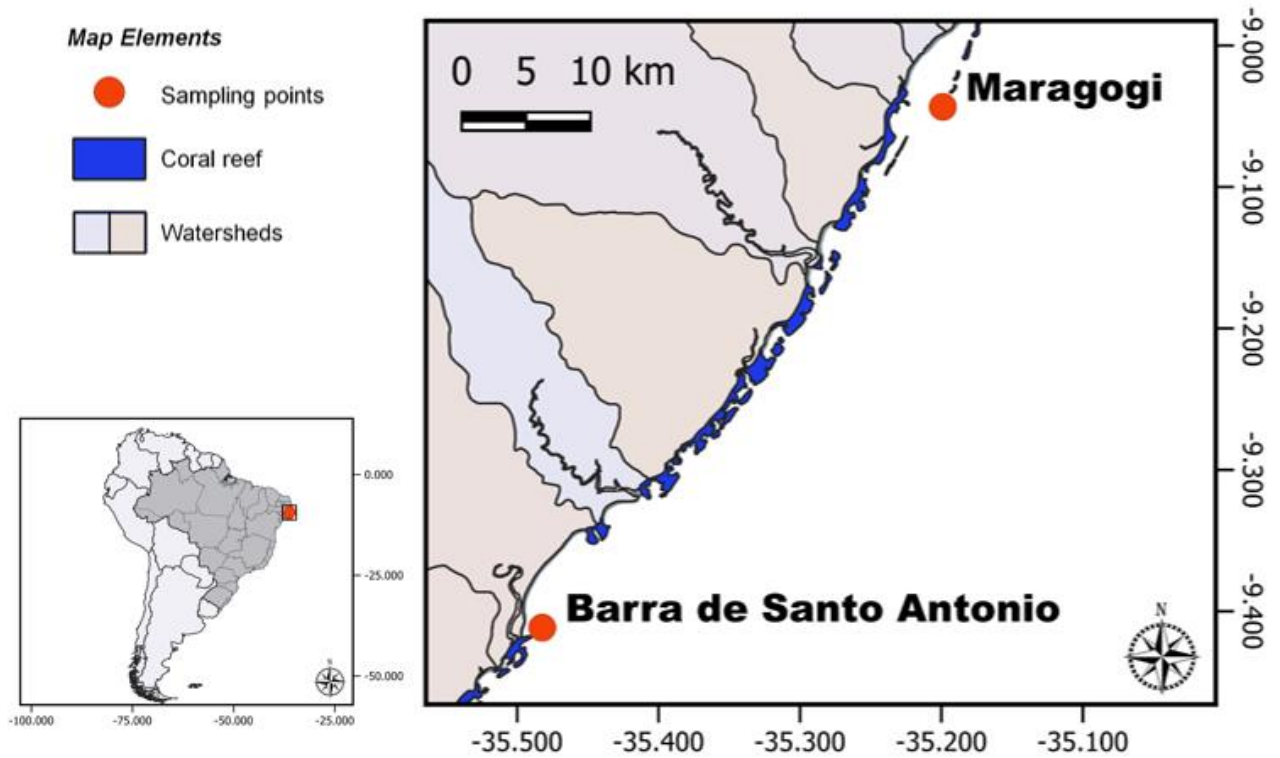 Map Elements
Sampling points
Coral reef
Watersheds
0 5 10 km
Maragogi
Barra de Santo Antonio
N
-9.000
-9.100
-9.200
-9.300
-9.400
-35.500 -35.400 -35.300 -35.200 -35.100
0.000
-25.000
-50.000
N
-100.000 -75.000 -50.000 -25.000